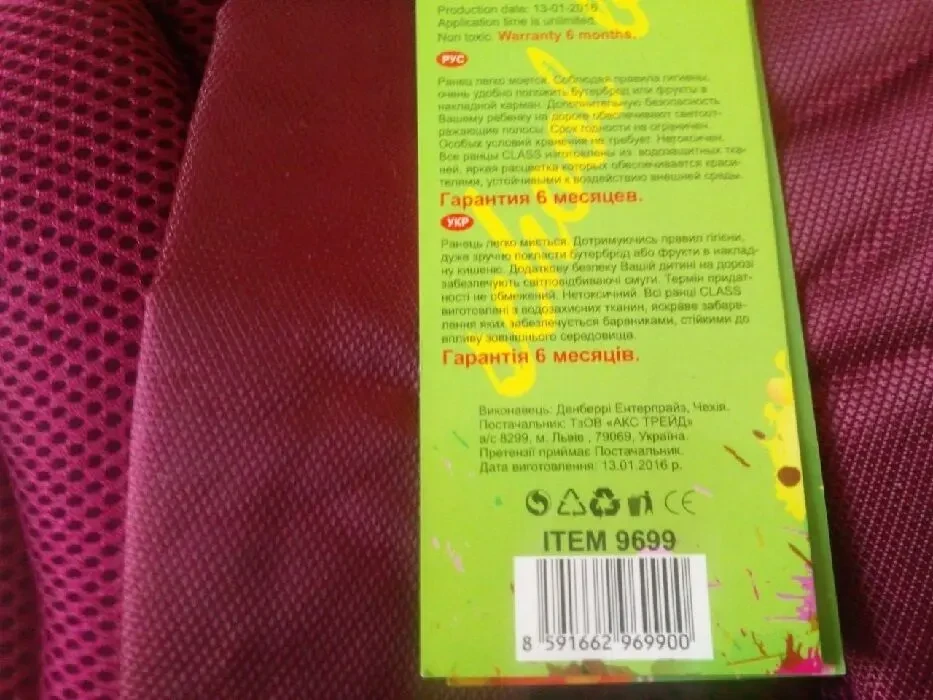 Production date: 13-01-2016
Application time is unlimited.
Non toxic. Warranty 6 months.
РУС
Ранец легко моется. Соблюдая правила гигиены,
очень удобно положить бутерброд или фрукты в
накладной карман. Дополнительную безопасность
Вашему ребенку на дороге обеспечивают светоот-
ражающие полосы. Срок годности не ограничен.
Особых условий хранения не требует. Нетоксичен.
Все ранцы CLASS изготовлены из водозащитных тка-
ней, яркая расцветка которых обеспечивается краси-
телями, устойчивыми к воздействию внешней среды.
Гарантия 6 месяцев.
УКР
Ранець легко миється. Дотримуючись правил гігієни,
дуже зручно покласти бутерброд або фрукти в наклад-
ну кишеню. Додаткову безпеку Вашій дитині на дорозі
забезпечують світловідбиваючі смуги. Термін придат-
ності не обмежений. Нетоксичний. Всі ранці CLASS
виготовлені з водозахисних тканин, яскраве забарв-
лення яких забезпечується барвниками, стійкими до
впливу зовнішнього середовища.
Гарантія 6 місяців.
Виконавець: Денберрі Ентерпрайз, Чехія.
Постачальник: ТзОВ «АКС ТРЕЙД»
а/с 8299, м. Львів , 79069, Україна.
Претензії приймає Постачальник.
Дата виготовлення: 13.01.2016 р.
CE
ITEM 9699
8 591662 969900